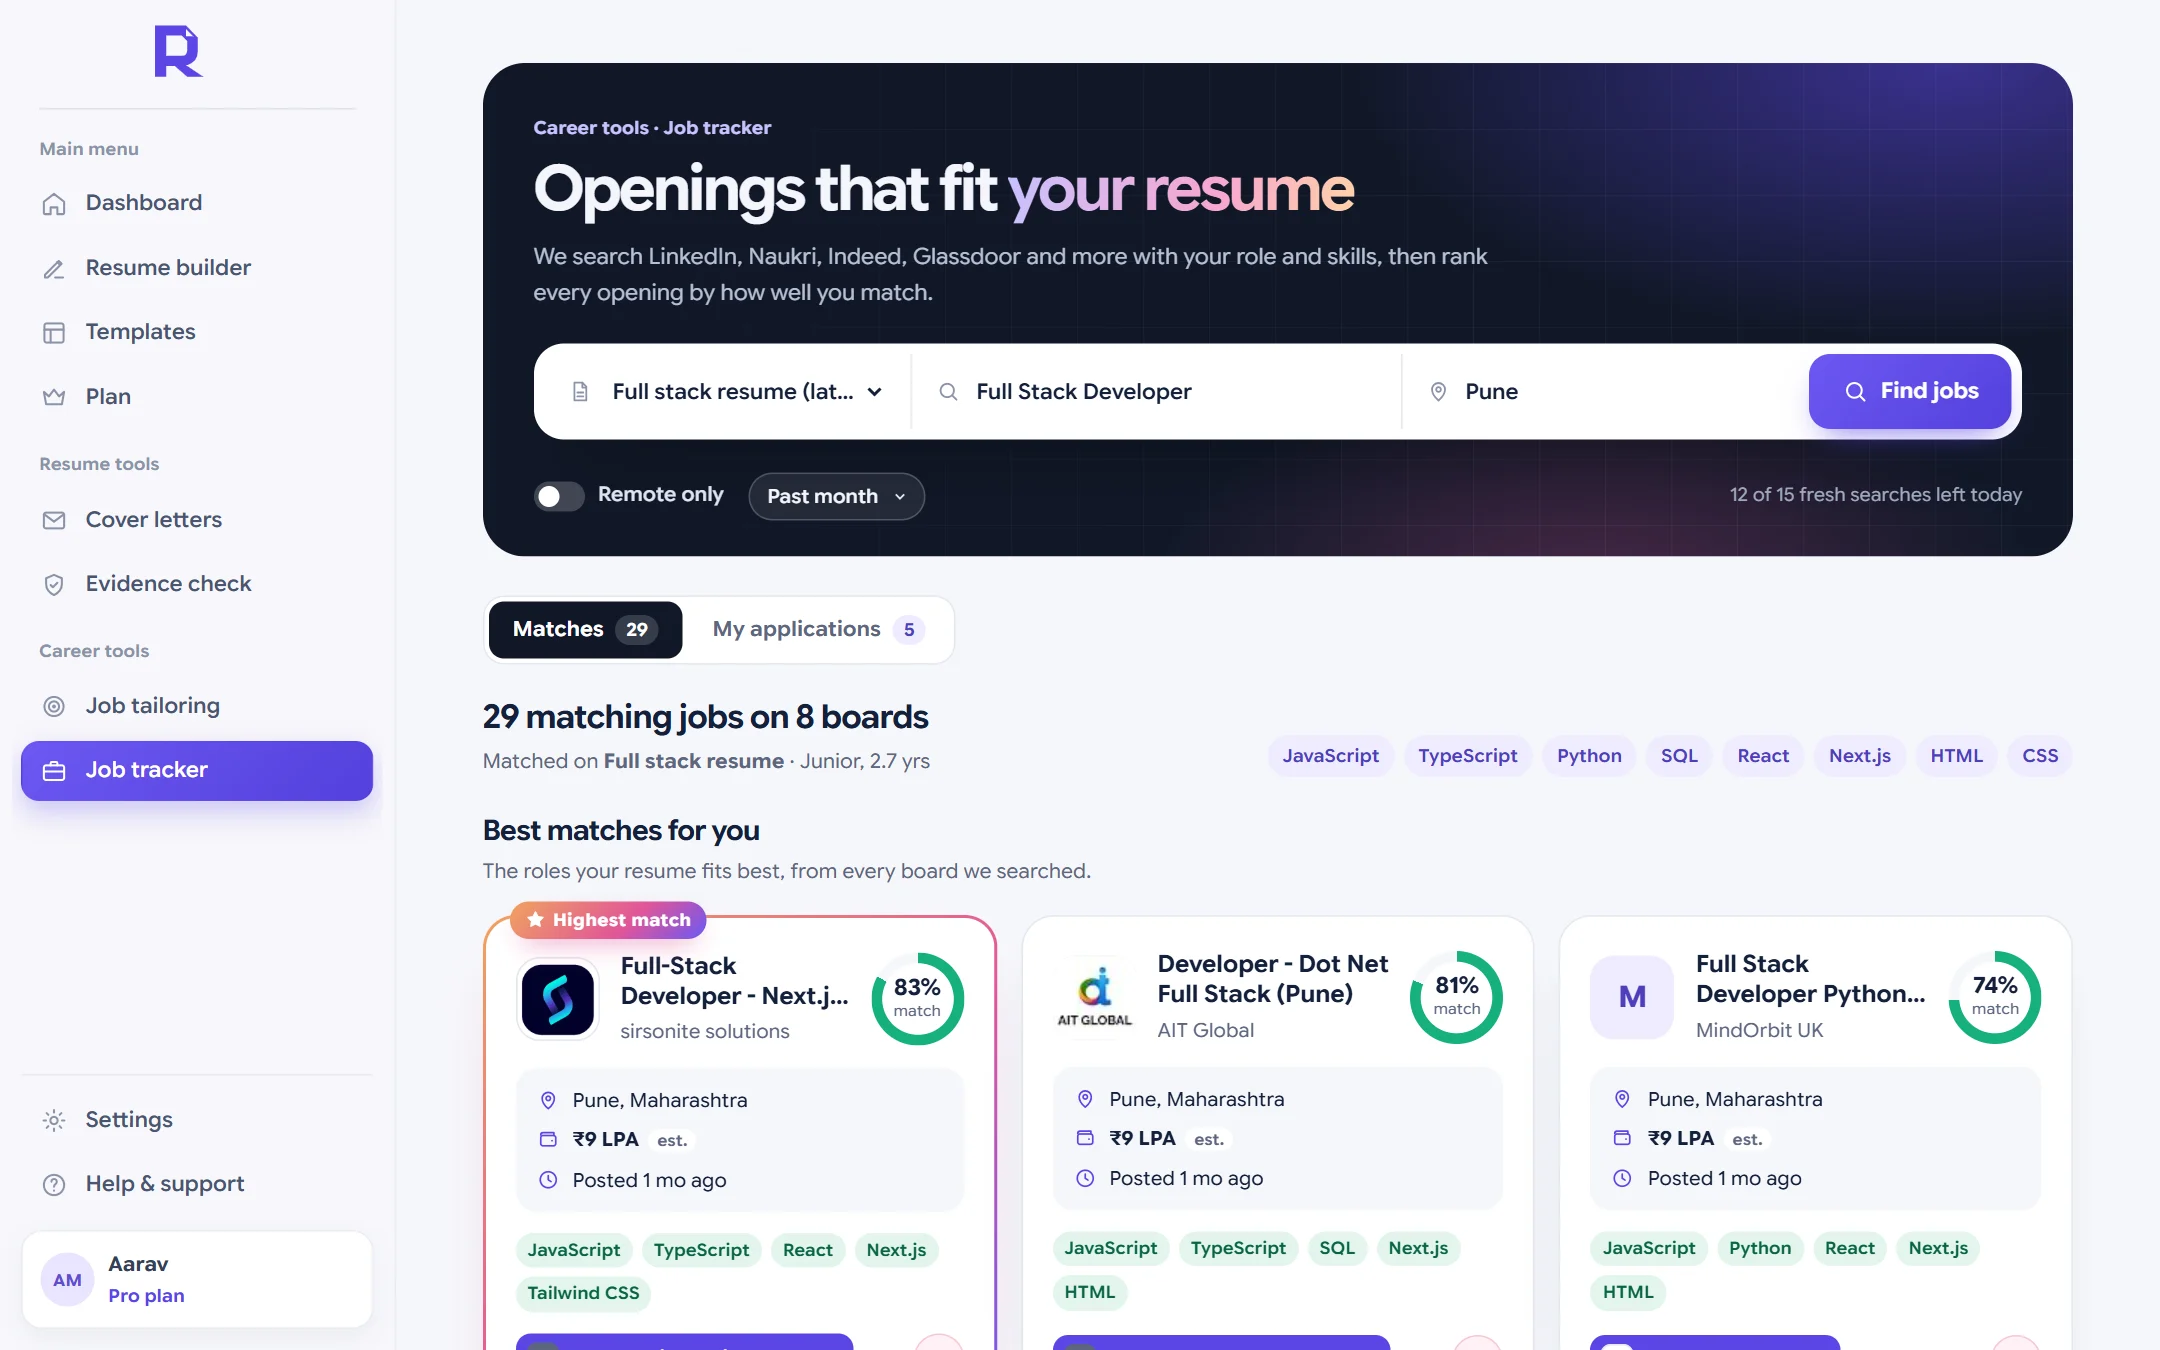 R
Main menu
Dashboard
Resume builder
Templates
Plan
Resume tools
Cover letters
Evidence check
Career tools
Job tailoring
Job tracker
Settings
Help & support
AM
Aarav
Pro plan
Career tools · Job tracker
Openings that fit your resume
We search LinkedIn, Naukri, Indeed, Glassdoor and more with your role and skills, then rank
every opening by how well you match.
Full stack resume (lat...
Full Stack Developer
Pune
Find jobs
Remote only
Past month
12 of 15 fresh searches left today
Matches 29
My applications 5
29 matching jobs on 8 boards
Matched on Full stack resume · Junior, 2.7 yrs
JavaScript TypeScript Python SQL React Next.js HTML CSS
Best matches for you
The roles your resume fits best, from every board we searched.
Highest match
Full-Stack
Developer - Next.j...
sirsonite solutions
83%
match
Pune, Maharashtra
₹9 LPA est.
Posted 1 mo ago
JavaScript TypeScript React Next.js
Tailwind CSS
AIT GLOBAL
Developer - Dot Net
Full Stack (Pune)
AIT Global
81%
match
Pune, Maharashtra
₹9 LPA est.
Posted 1 mo ago
JavaScript TypeScript SQL Next.js
HTML
M
Full Stack
Developer Python...
MindOrbit UK
74%
match
Pune, Maharashtra
₹9 LPA est.
Posted 1 mo ago
JavaScript Python React Next.js
HTML